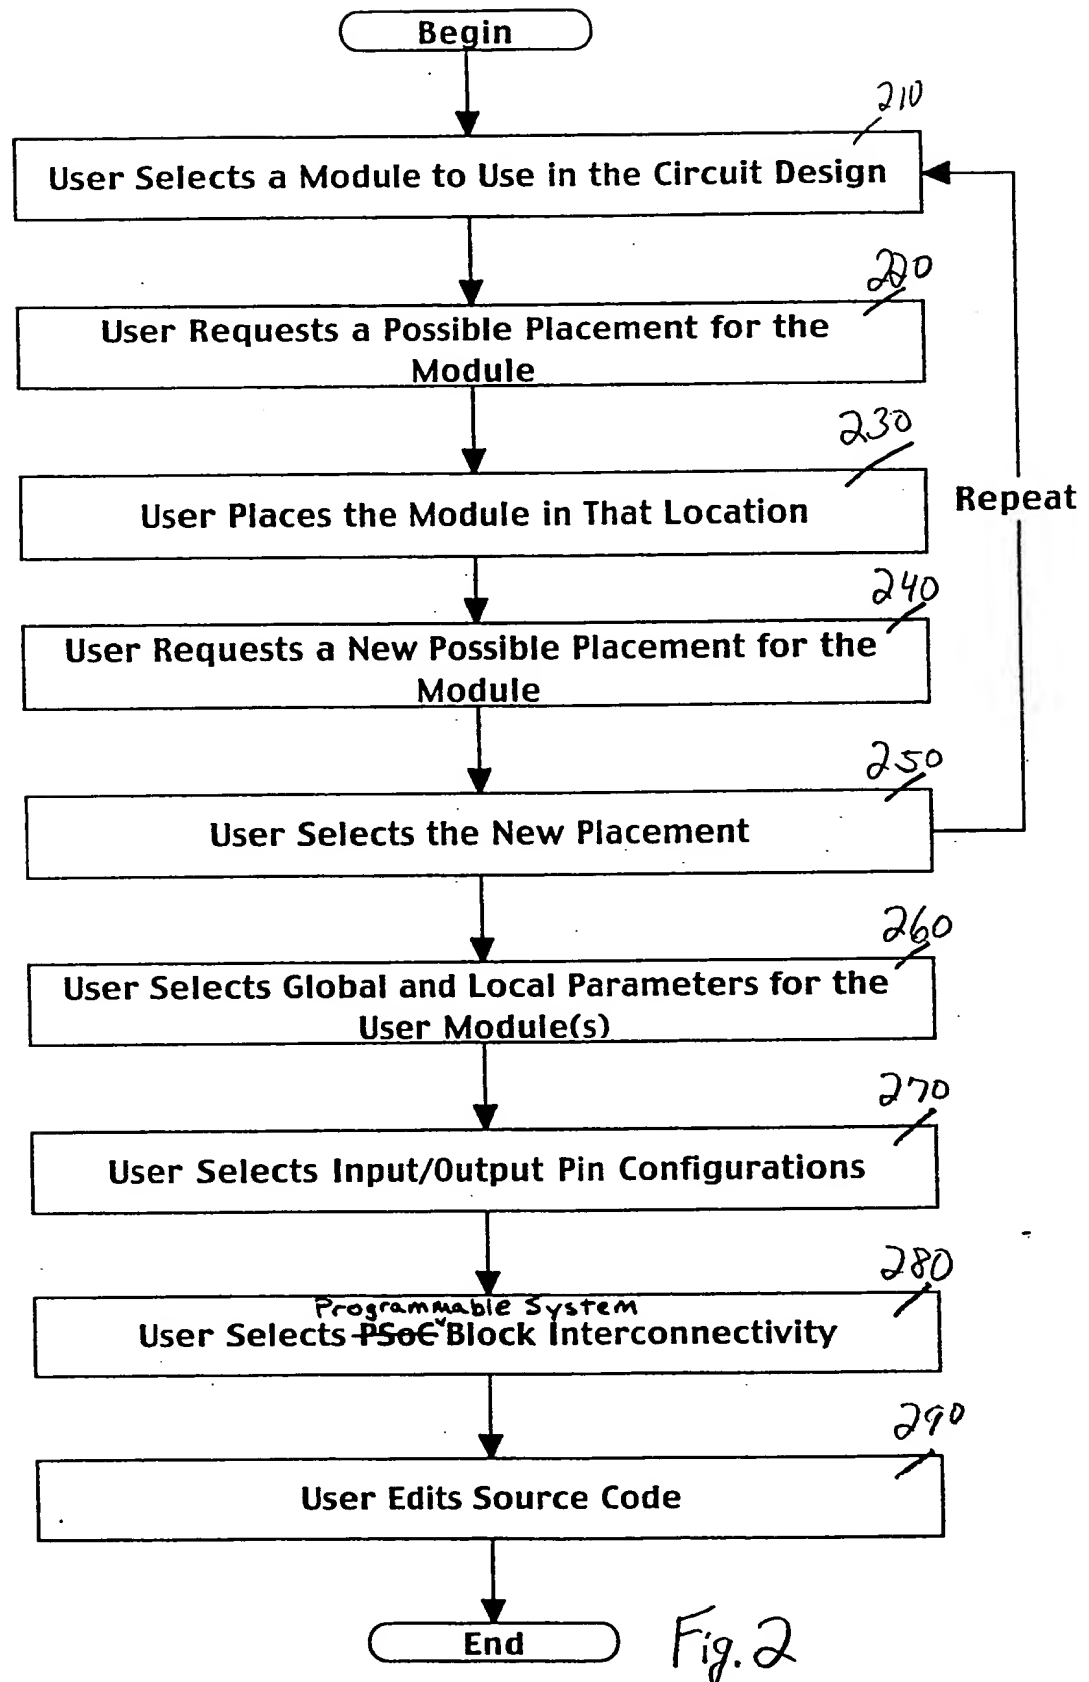 Begin
210
User Selects a Module to Use in the Circuit Design
220
User Requests a Possible Placement for the
Module
230
User Places the Module in That Location
Repeat
240
User Requests a New Possible Placement for the
Module
250
User Selects the New Placement
260
User Selects Global and Local Parameters for the
User Module(s)
270
User Selects Input/Output Pin Configurations
280
Programmable System
User Selects PSoC Block Interconnectivity
290
User Edits Source Code
End
Fig. 2